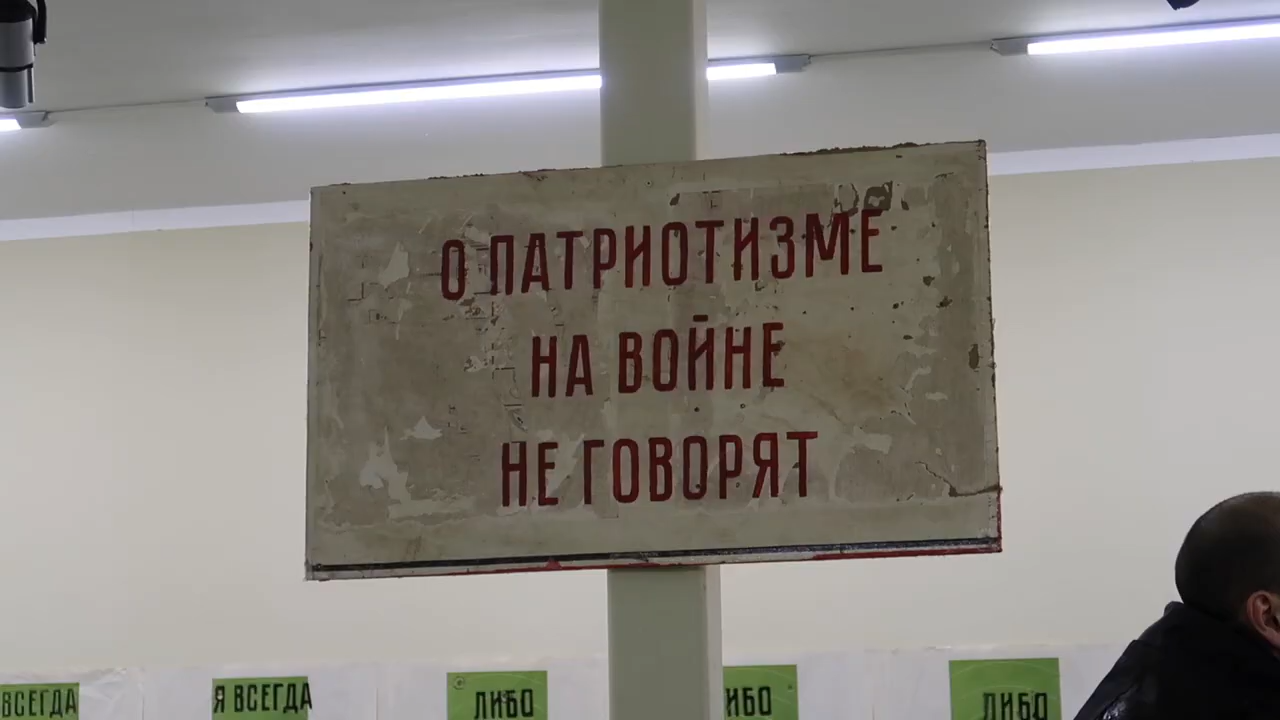 О ПАТРИОТИЗМЕ
НА ВОЙНЕ
НЕ ГОВОРЯТ
ВСЕГДА
Я ВСЕГДА
ЛИБО
ИБО
ЛИБО